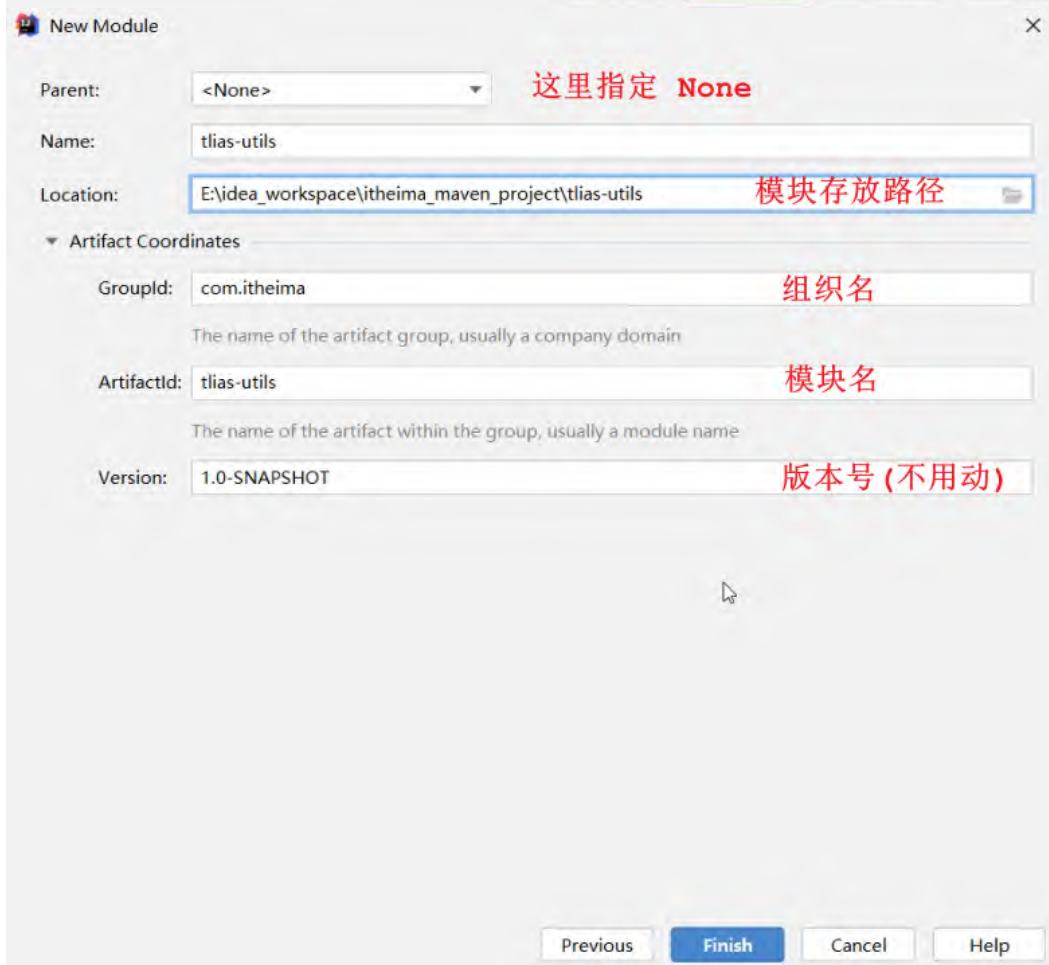 New Module
Parent: <None> 这里指定 None
Name: tlias-utils
Location: E:\idea_workspace\itheima_maven_project\tlias-utils 模块存放路径
Artifact Coordinates
GroupId: com.itheima 组织名
The name of the artifact group, usually a company domain
ArtifactId: tlias-utils 模块名
The name of the artifact within the group, usually a module name
Version: 1.0-SNAPSHOT 版本号(不用动)
Previous Finish Cancel Help